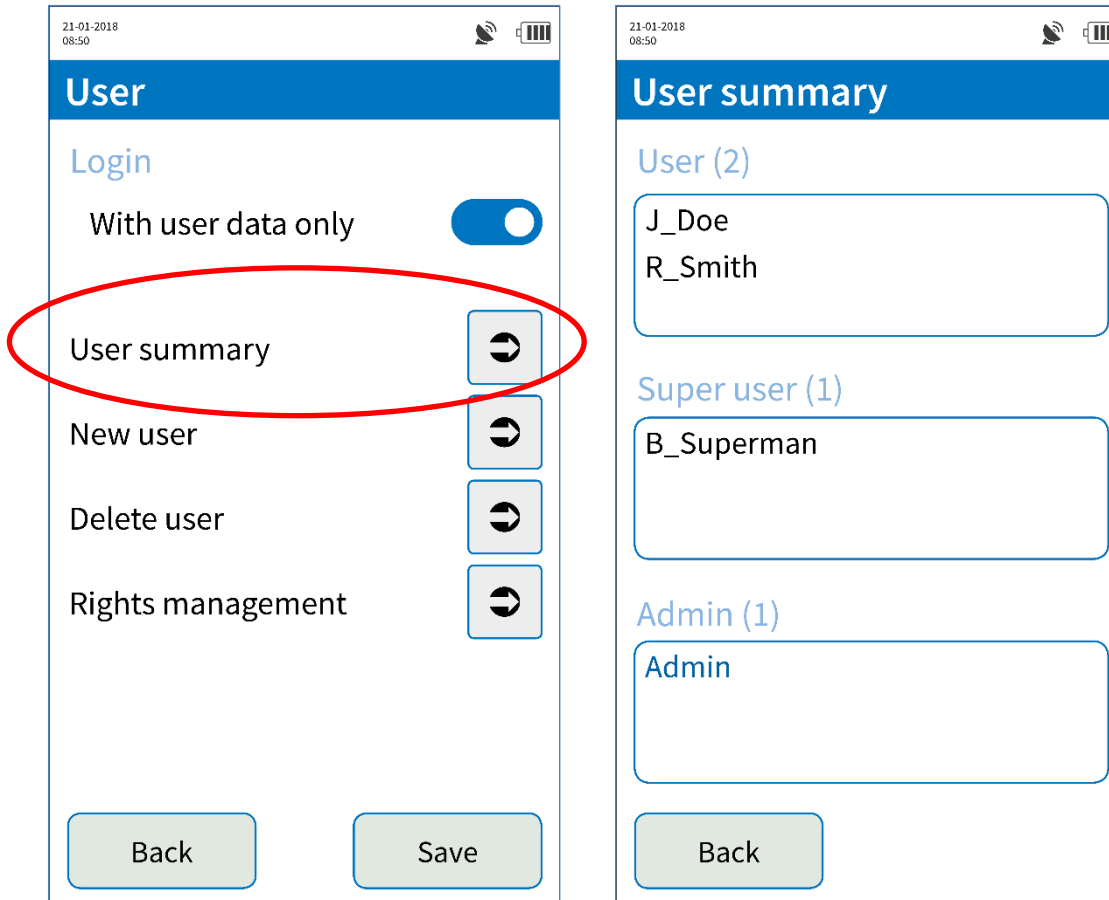 21-01-2018
08:50
User
Login
With user data only
User summary
New user
Delete user
Rights management
Back
Save
21-01-2018
08:50
User summary
User (2)
J_Doe
R_Smith
Super user (1)
B_Superman
Admin (1)
Admin
Back